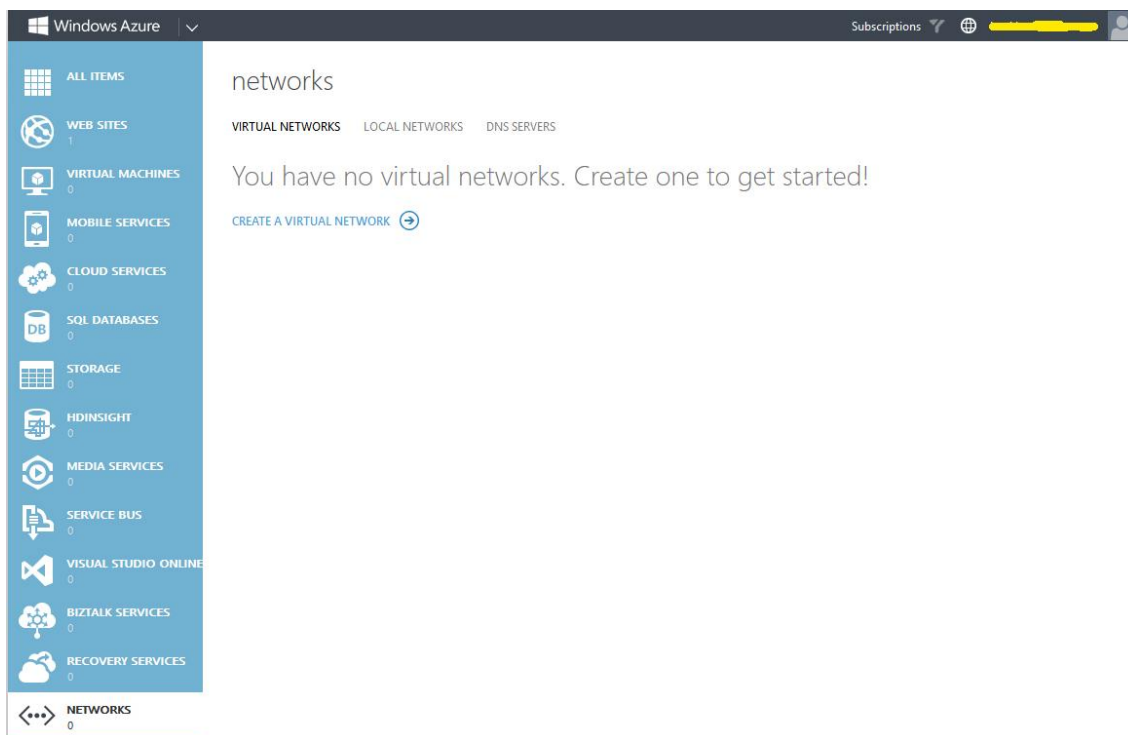 Windows Azure
Subscriptions
ALL ITEMS
WEB SITES
1
VIRTUAL MACHINES
0
MOBILE SERVICES
0
CLOUD SERVICES
0
DB
SQL DATABASES
0
STORAGE
0
HDINSIGHT
0
MEDIA SERVICES
0
SERVICE BUS
0
VISUAL STUDIO ONLINE
0
BIZTALK SERVICES
0
RECOVERY SERVICES
0
NETWORKS
0
networks
VIRTUAL NETWORKS LOCAL NETWORKS DNS SERVERS
You have no virtual networks. Create one to get started!
CREATE A VIRTUAL NETWORK